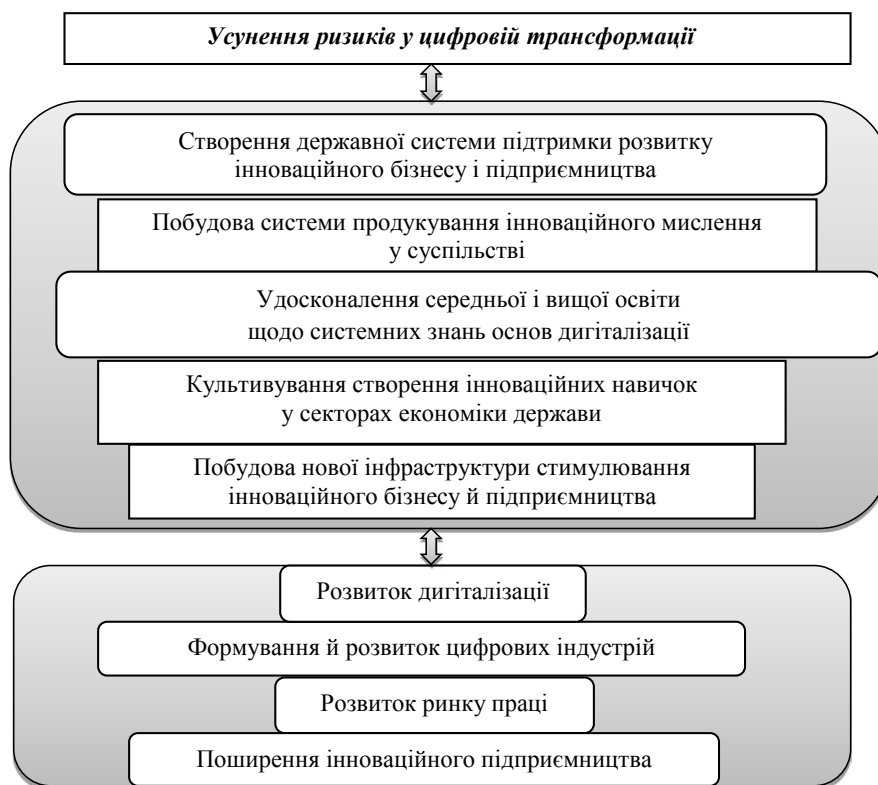 Усунення ризиків у цифровій трансформації
Створення державної системи підтримки розвитку
інноваційного бізнесу і підприємництва
Побудова системи продукування інноваційного мислення
у суспільстві
Удосконалення середньої і вищої освіти
щодо системних знань основ дигіталізації
Культивування створення інноваційних навичок
у секторах економіки держави
Побудова нової інфраструктури стимулювання
інноваційного бізнесу й підприємництва
Розвиток дигіталізації
Формування й розвиток цифрових індустрій
Розвиток ринку праці
Поширення інноваційного підприємництва